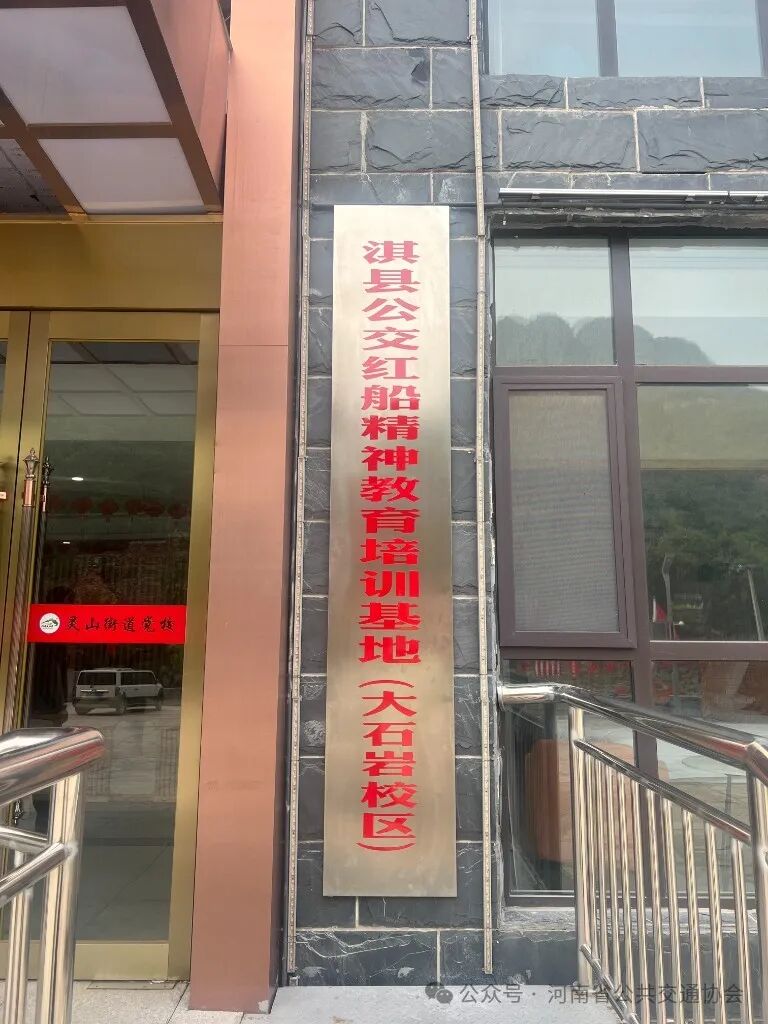 淇县公交红船精神教育培训基地（大石岩校区）
灵山街道党校
公众号 · 河南省公共交通协会